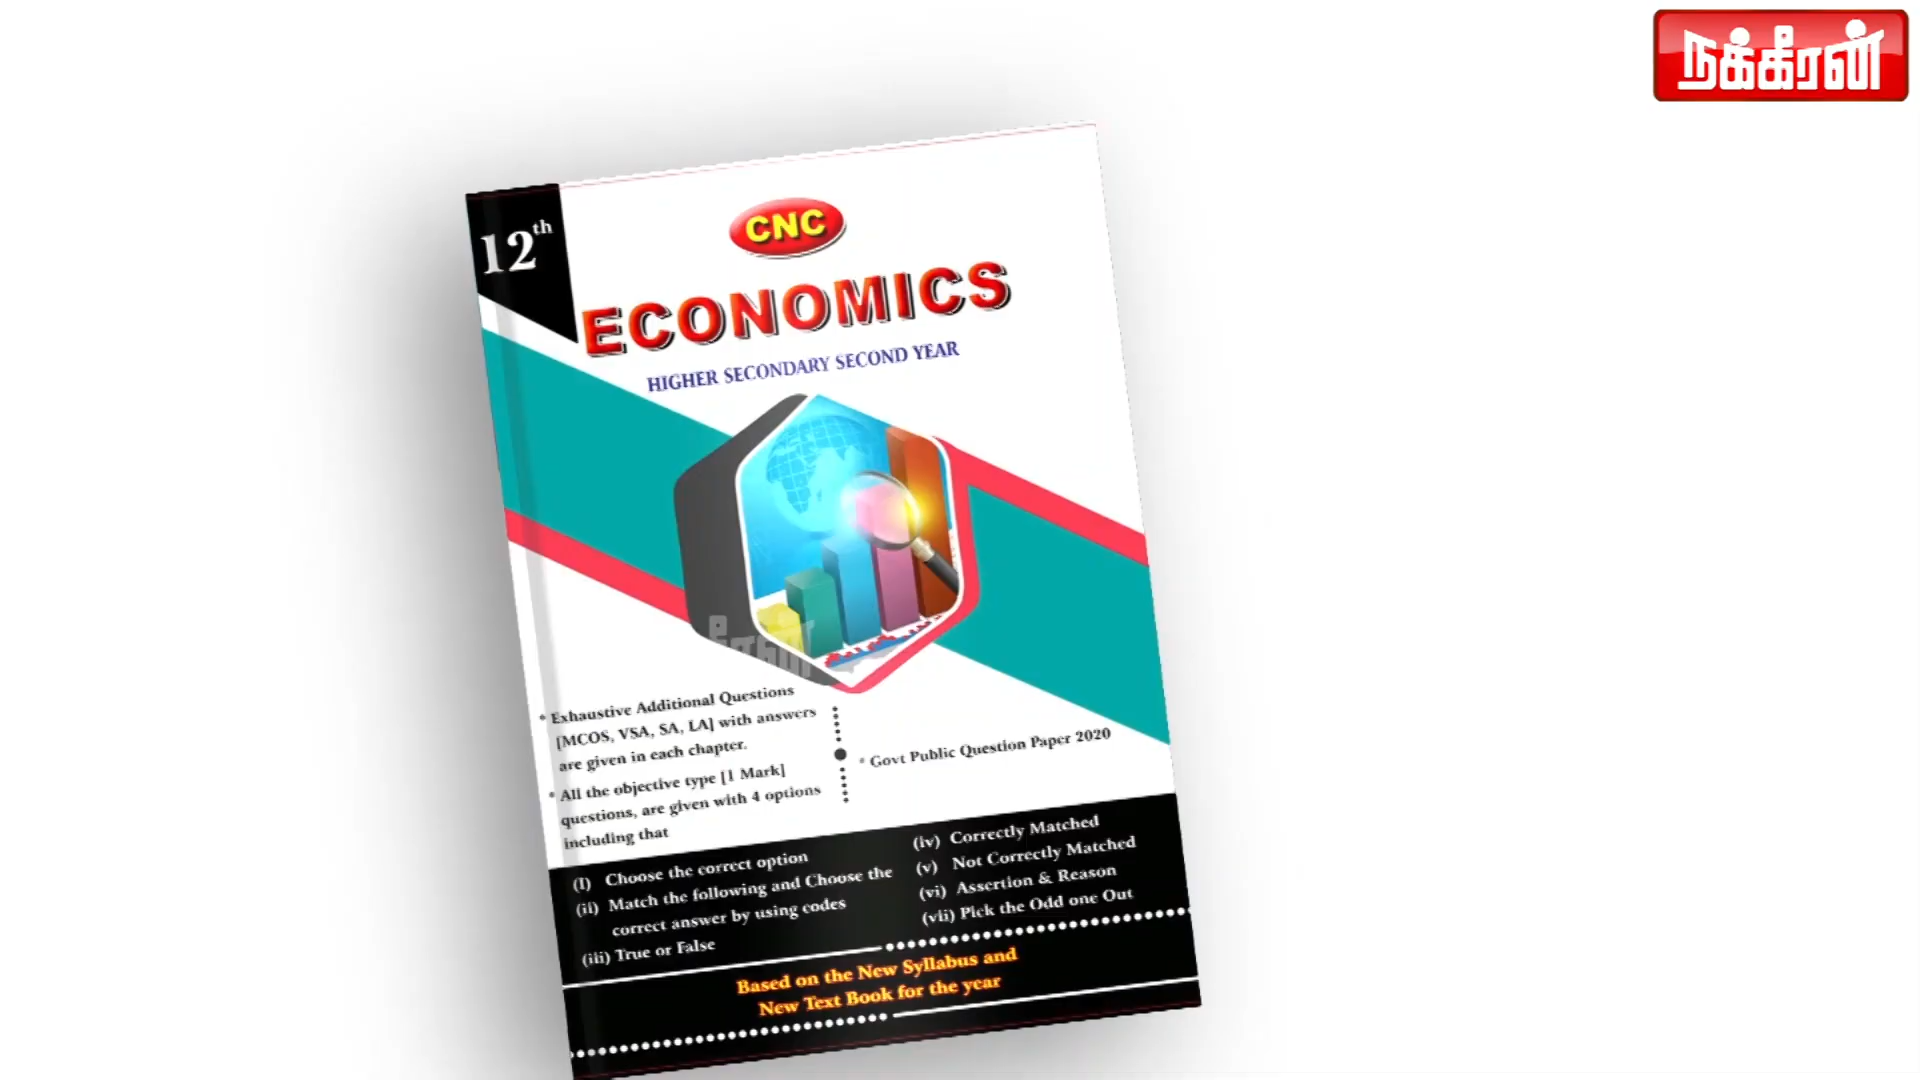 நக்கீரன்
12th
CNC
ECONOMICS
HIGHER SECONDARY SECOND YEAR
* Exhaustive Additional Questions
[MCOS, VSA, SA, LA] with answers
are given in each chapter.
* All the objective type [1 Mark]
questions, are given with 4 options
including that
* Govt Public Question Paper 2020
(I) Choose the correct option
(ii) Match the following and Choose the
correct answer by using codes
(iii) True or False
(iv) Correctly Matched
(v) Not Correctly Matched
(vi) Assertion & Reason
(vii) Pick the Odd one Out
Based on the New Syllabus and
New Text Book for the year